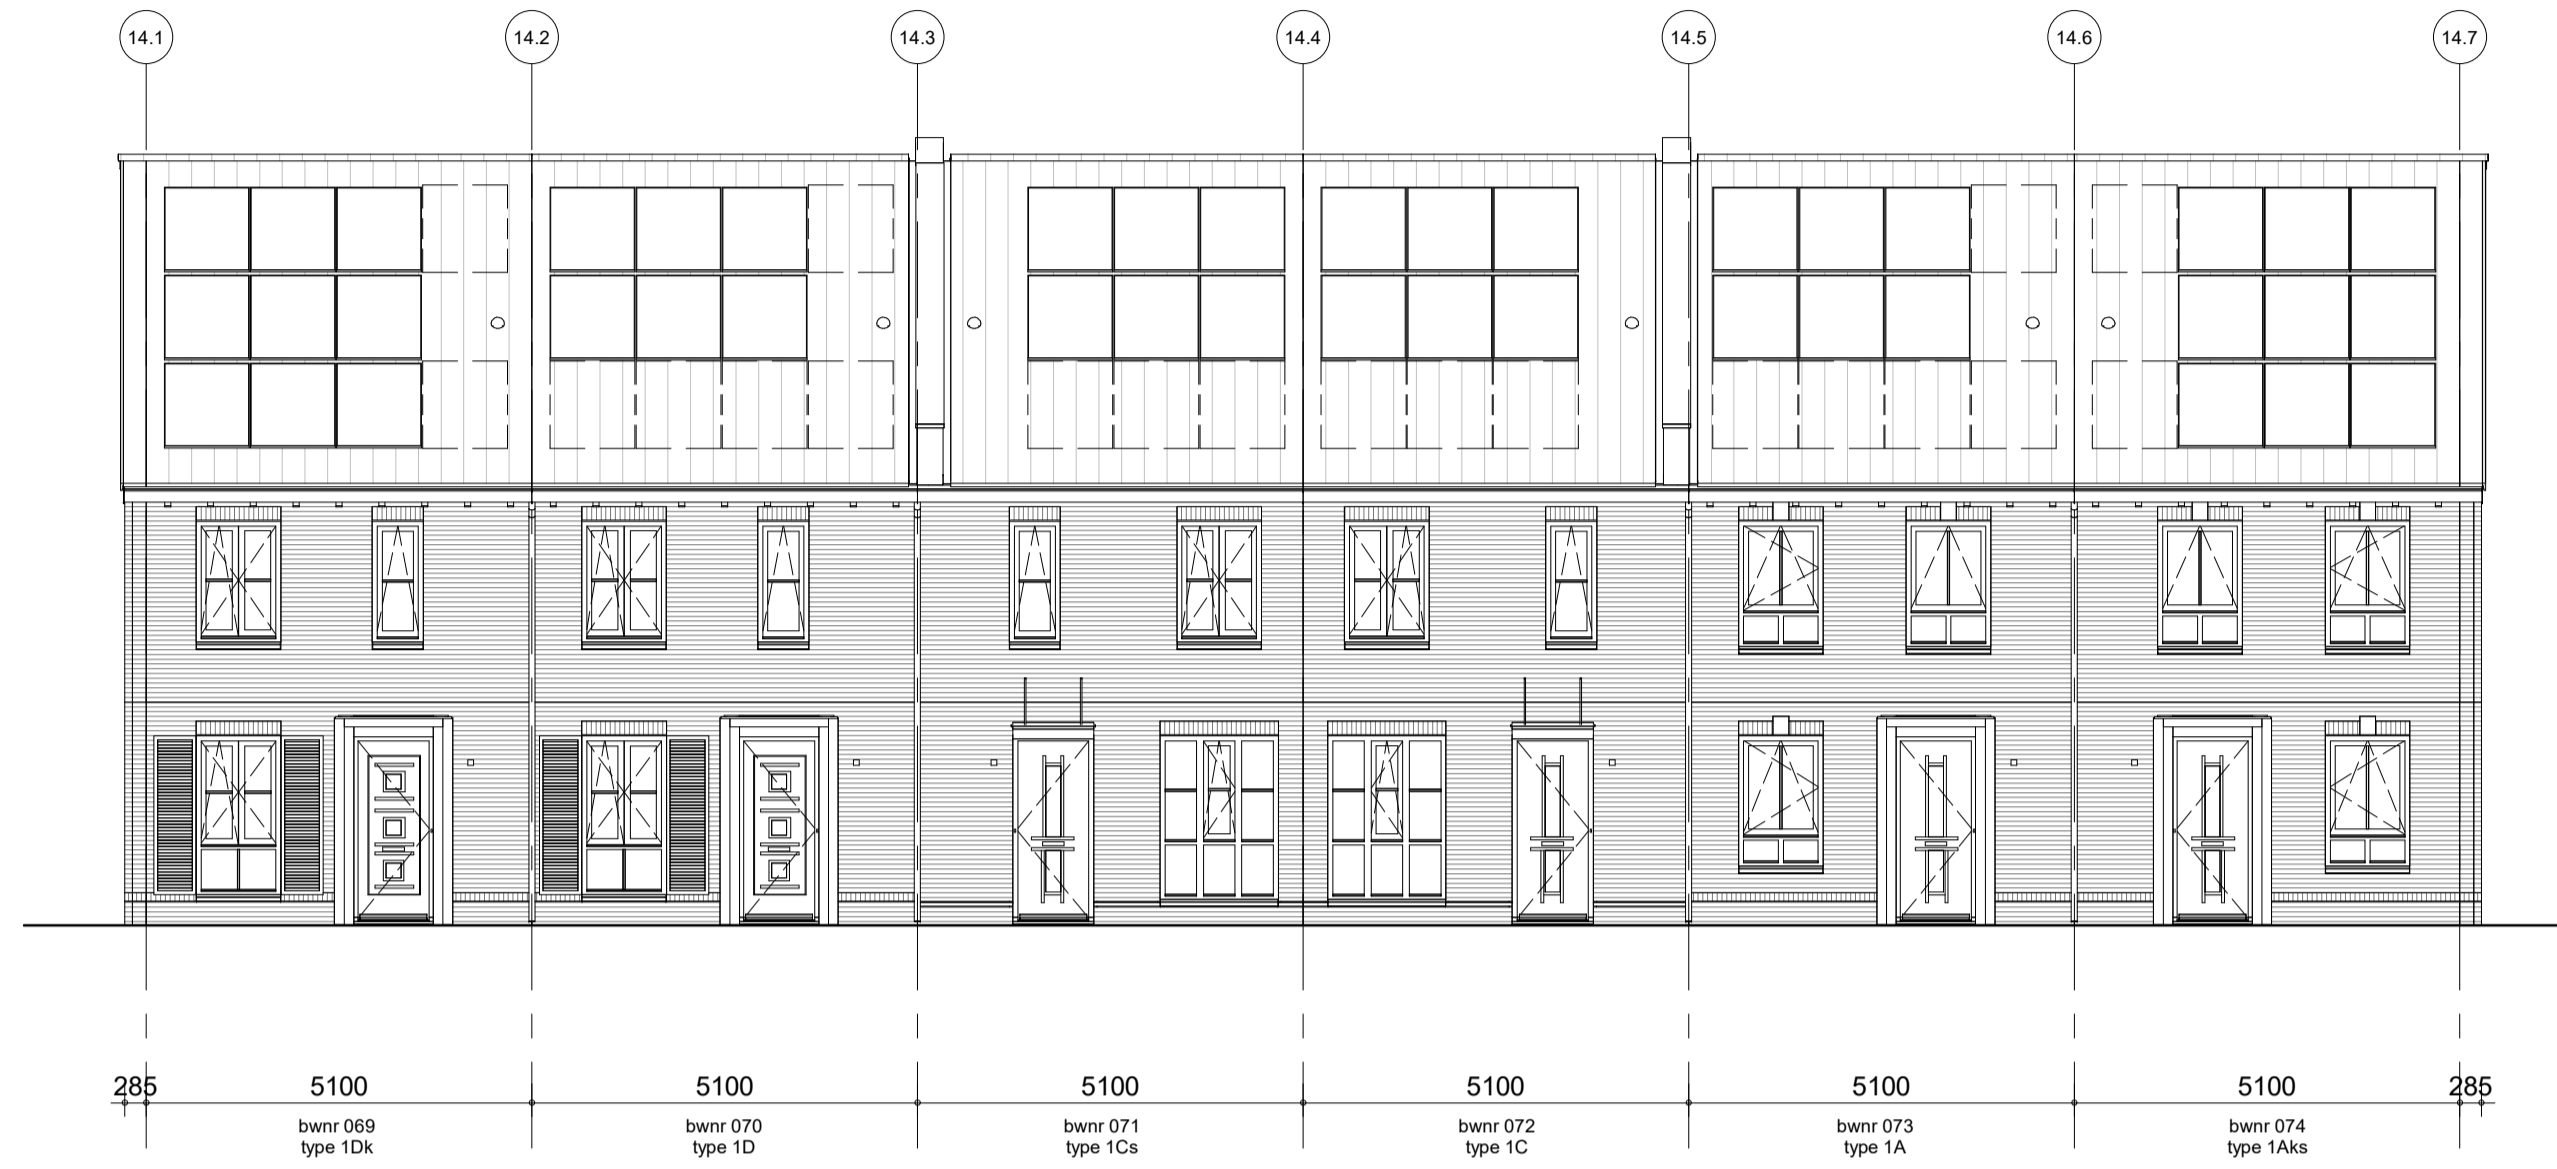 14.1 14.2 14.3 14.4 14.5 14.6 14.7
285 5100 5100 5100 5100 5100 5100 285
bwnr 069 bwnr 070 bwnr 071 bwnr 072 bwnr 073 bwnr 074
type 1Dk type 1D type 1Cs type 1C type 1A type 1Aks